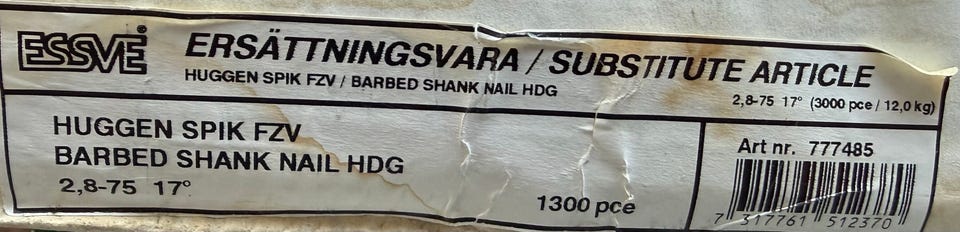 ESSVE
ERSÄTTNINGSVARA / SUBSTITUTE ARTICLE
HUGGEN SPIK FZV / BARBED SHANK NAIL HDG
2,8-75 17° (3000 pce / 12,0 kg)
HUGGEN SPIK FZV
BARBED SHANK NAIL HDG
2,8-75 17°
1300 pce
Art nr. 777485
7 317761 512370